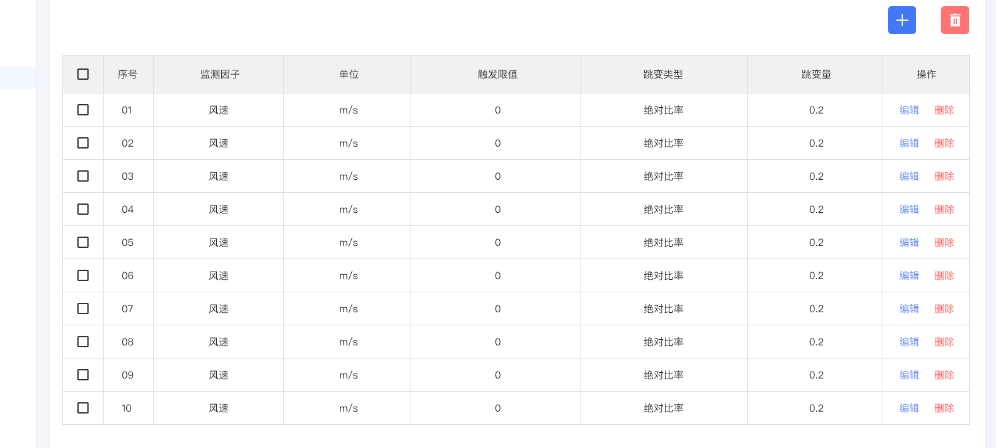 序号 监测因子 单位 触发限值 跳变类型 跳变量 操作
01 风速 m/s 0 绝对比率 0.2 编辑 删除
02 风速 m/s 0 绝对比率 0.2 编辑 删除
03 风速 m/s 0 绝对比率 0.2 编辑 删除
04 风速 m/s 0 绝对比率 0.2 编辑 删除
05 风速 m/s 0 绝对比率 0.2 编辑 删除
06 风速 m/s 0 绝对比率 0.2 编辑 删除
07 风速 m/s 0 绝对比率 0.2 编辑 删除
08 风速 m/s 0 绝对比率 0.2 编辑 删除
09 风速 m/s 0 绝对比率 0.2 编辑 删除
10 风速 m/s 0 绝对比率 0.2 编辑 删除